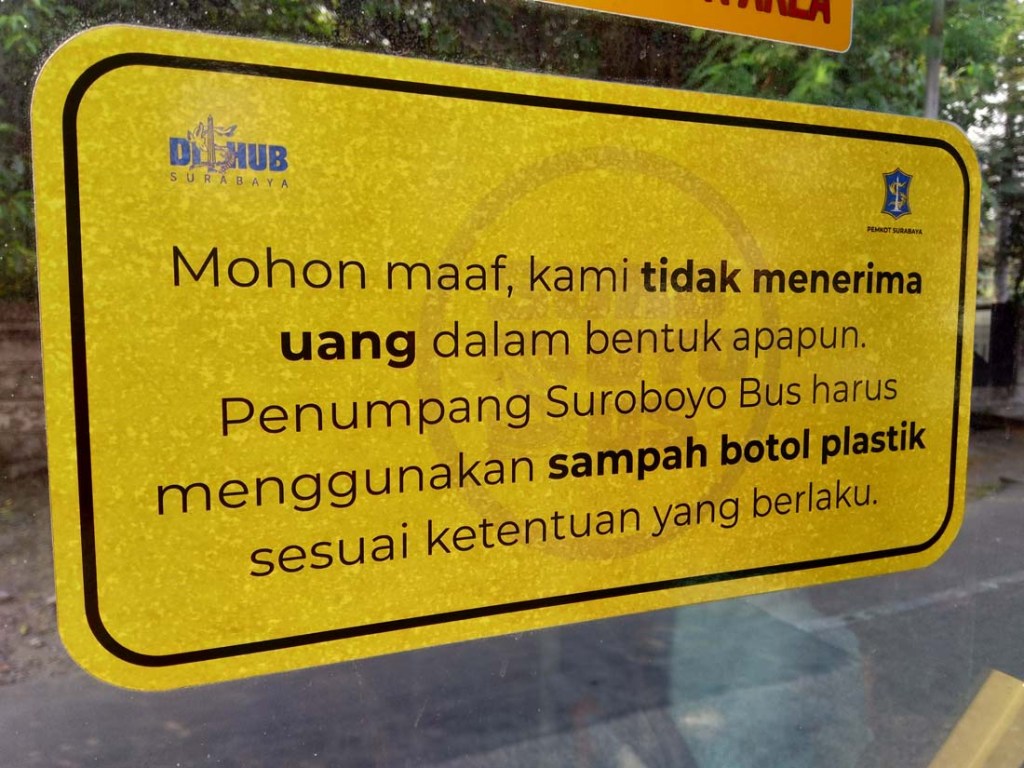 AREA
DISHUB
SURABAYA
PEMKOT SURABAYA
Mohon maaf, kami tidak menerima
uang dalam bentuk apapun.
Penumpang Suroboyo Bus harus
menggunakan sampah botol plastik
sesuai ketentuan yang berlaku.